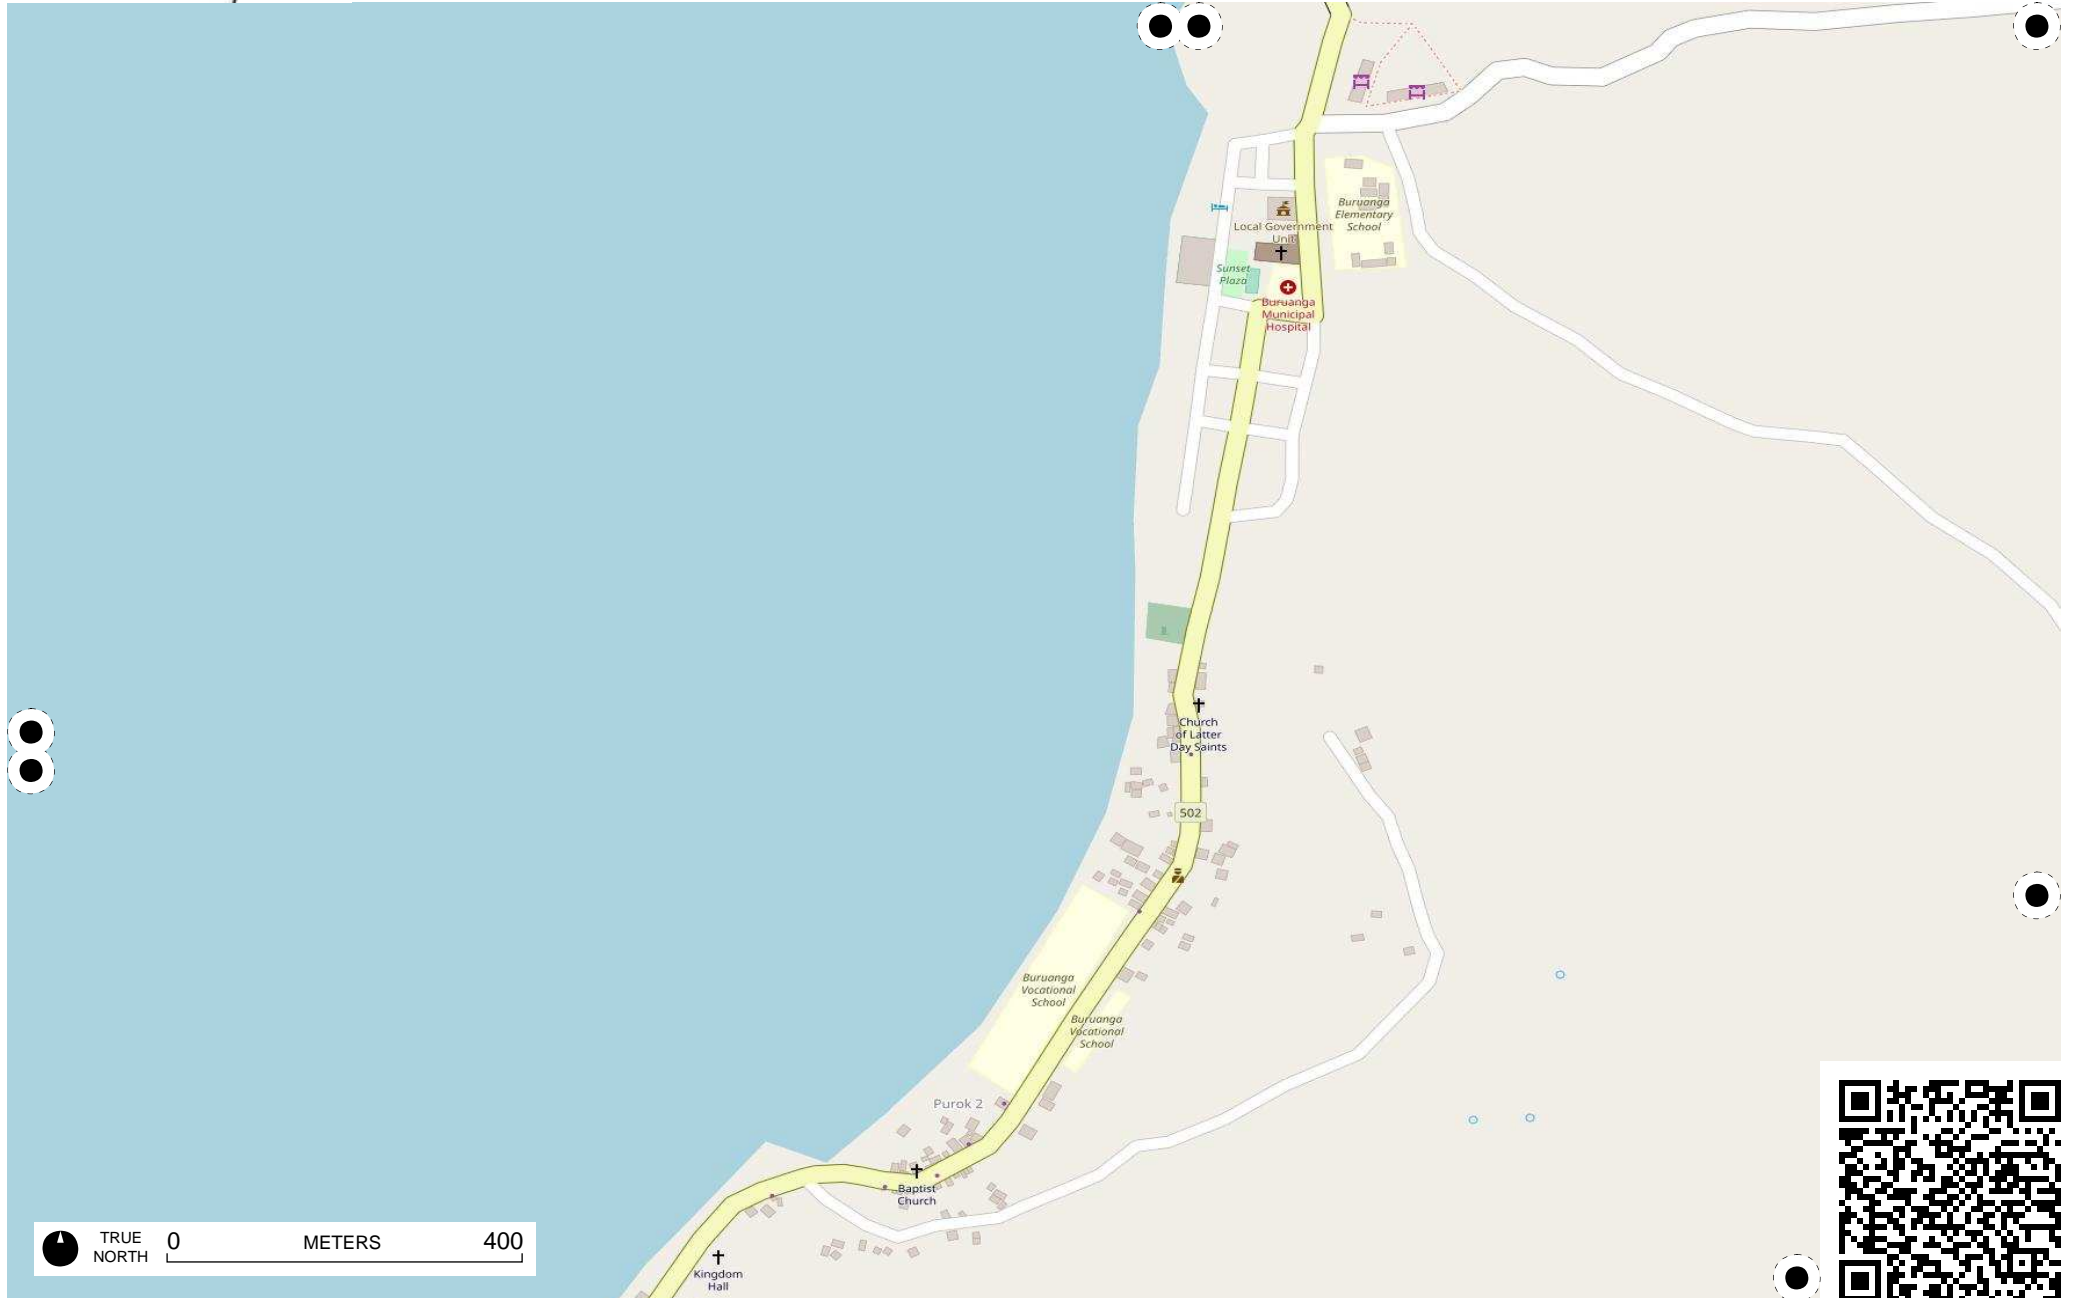 Buruanga
Elementary
School
Local Government
Unit
Sunset
Plaza
Buruanga
Municipal
Hospital
Church
of Latter
Day Saints
502
Buruanga
Vocational
School
Buruanga
Vocational
School
Purok 2
Baptist
Church
Kingdom
Hall
TRUE
NORTH
0 METERS 400